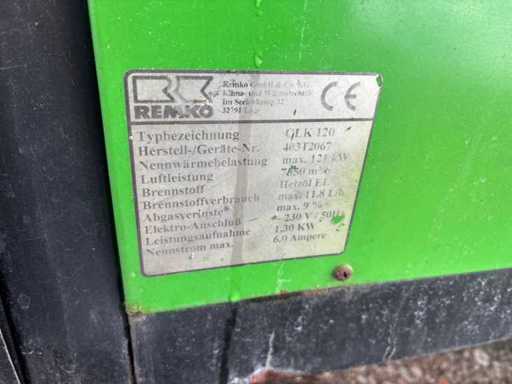 REMKO
Remko GmbH & Co. KG
Klima- und Wärmetechnik
Im Seelenkamp 12
32791 Lage
CE
Typbezeichnung GLK 120
Herstell-/Geräte-Nr. 40312067
Nennwärmebelastung max. 121 kW
Luftleistung m³
Brennstoff Heizöl EL
Brennstoffverbrauch max. 11,8 L/h
Abgasverluste max. 9 %
Elektro-Anschluß 230 V / 50Hz
Leistungsaufnahme 1,30 KW
Nennstrom max. 6,0 Ampere